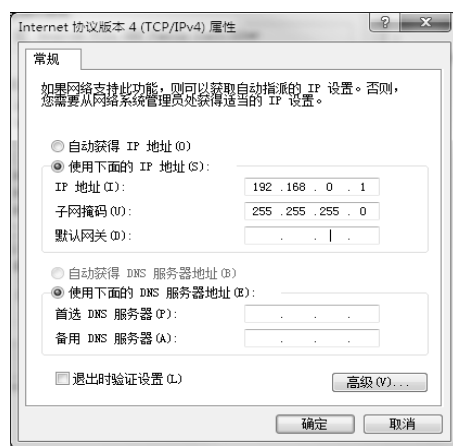 Internet 协议版本 4 (TCP/IPv4) 属性
常规
如果网络支持此功能，则可以获取自动指派的 IP 设置。否则，
您需要从网络系统管理员处获得适当的 IP 设置。
自动获得 IP 地址(O)
使用下面的 IP 地址(S):
IP 地址(I): 192 .168 . 0 . 1
子网掩码(U): 255 .255 .255 . 0
默认网关(D): . . .
自动获得 DNS 服务器地址(B)
使用下面的 DNS 服务器地址(E):
首选 DNS 服务器(P): . . .
备用 DNS 服务器(A): . . .
退出时验证设置(L)
高级(V)...
确定 取消